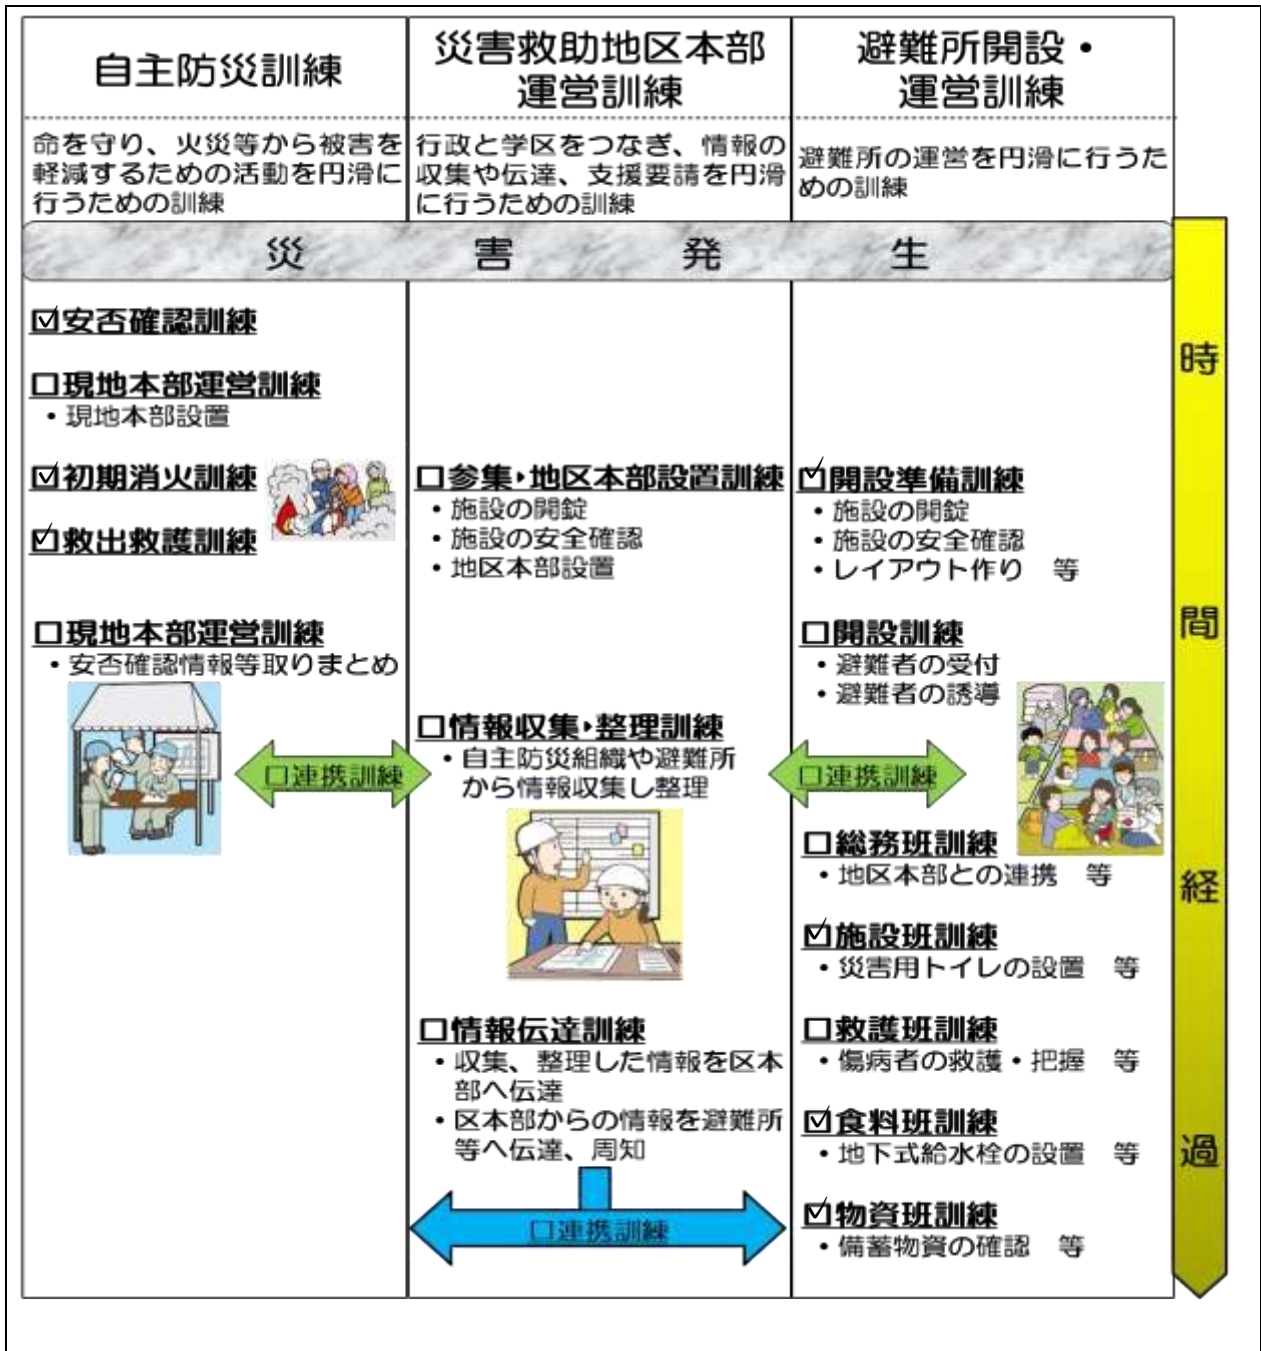 自主防災訓練
命を守り、火災等から被害を
軽減するための活動を円滑に
行うための訓練
災害救助地区本部
運営訓練
行政と学区をつなぎ、情報の
収集や伝達、支援要請を円滑
に行うための訓練
避難所開設・
運営訓練
避難所の運営を円滑に行うた
めの訓練
災害発生
☑安否確認訓練
□現地本部運営訓練
・現地本部設置
☑初期消火訓練
☑救出救護訓練
□現地本部運営訓練
・安否確認情報等取りまとめ
□連携訓練
□参集・地区本部設置訓練
・施設の開錠
・施設の安全確認
・地区本部設置
□情報収集・整理訓練
・自主防災組織や避難所
から情報収集し整理
□情報伝達訓練
・収集、整理した情報を区本
部へ伝達
・区本部からの情報を避難所
等へ伝達、周知
□連携訓練
☑開設準備訓練
・施設の開錠
・施設の安全確認
・レイアウト作り　等
□開設訓練
・避難者の受付
・避難者の誘導
□連携訓練
□総務班訓練
・地区本部との連携　等
☑施設班訓練
・災害用トイレの設置　等
□救護班訓練
・傷病者の救護・把握　等
☑食料班訓練
・地下式給水栓の設置　等
☑物資班訓練
・備蓄物資の確認　等
時間経過